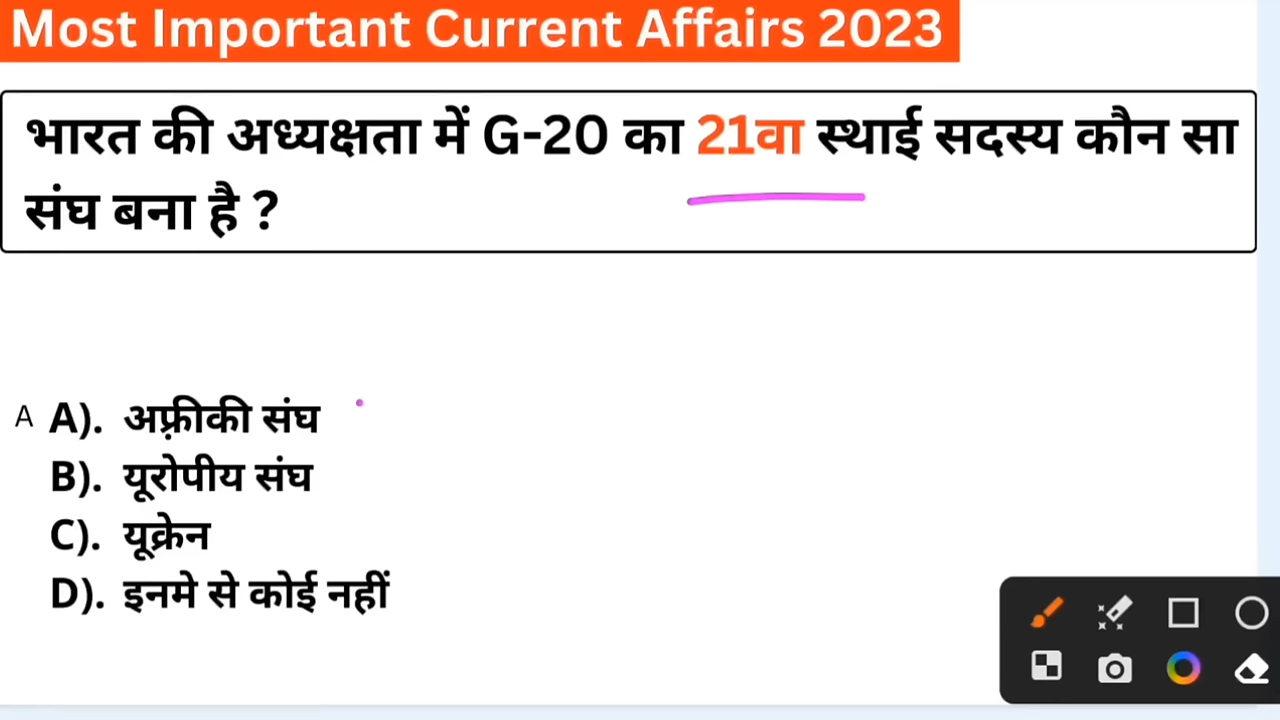 Most Important Current Affairs 2023
भारत की अध्यक्षता में G-20 का 21वा स्थाई सदस्य कौन सा
संघ बना है ?
A A). अफ़्रीकी संघ
B). यूरोपीय संघ
C). यूक्रेन
D). इनमे से कोई नहीं